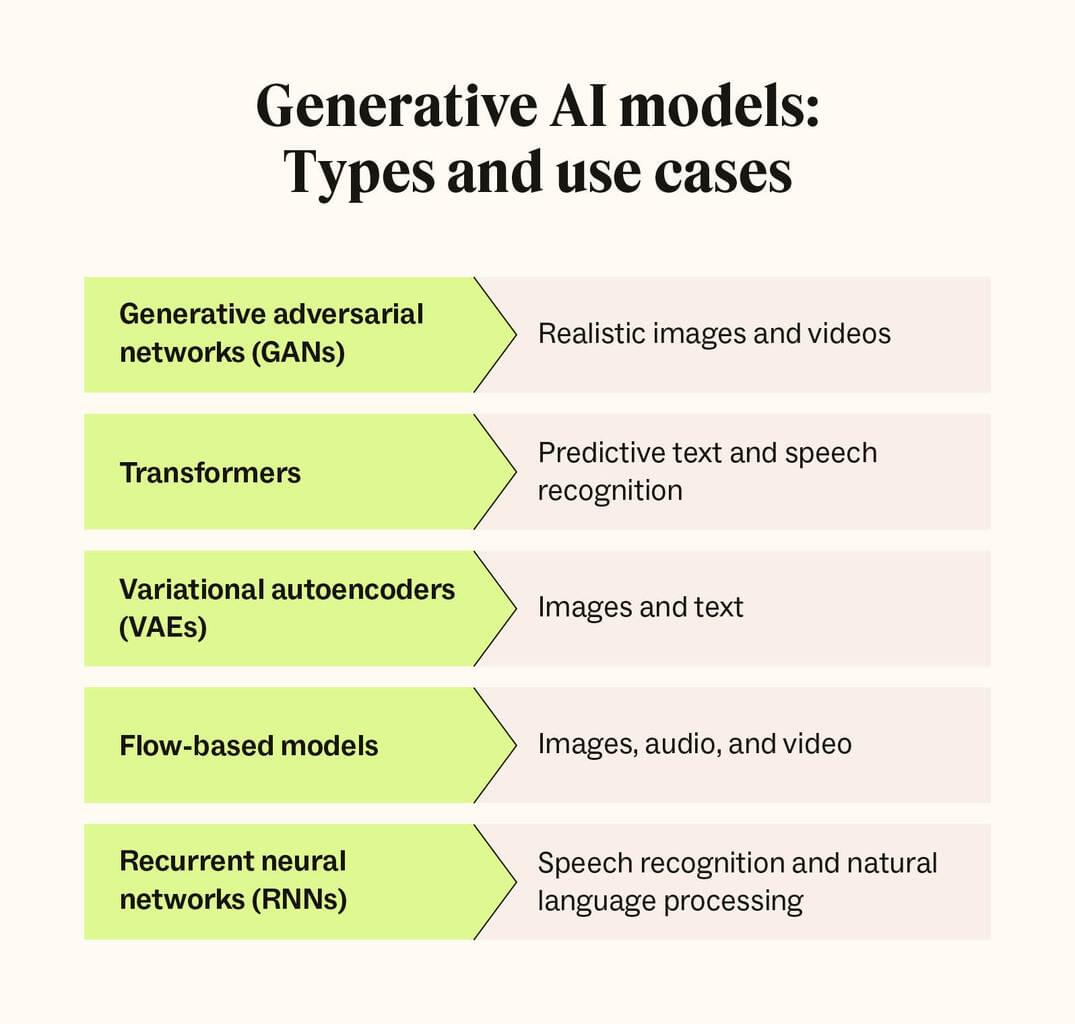 Generative AI models:
Types and use cases
Generative adversarial
networks (GANs)
Realistic images and videos
Transformers
Predictive text and speech
recognition
Variational autoencoders
(VAEs)
Images and text
Flow-based models
Images, audio, and video
Recurrent neural
networks (RNNs)
Speech recognition and natural
language processing